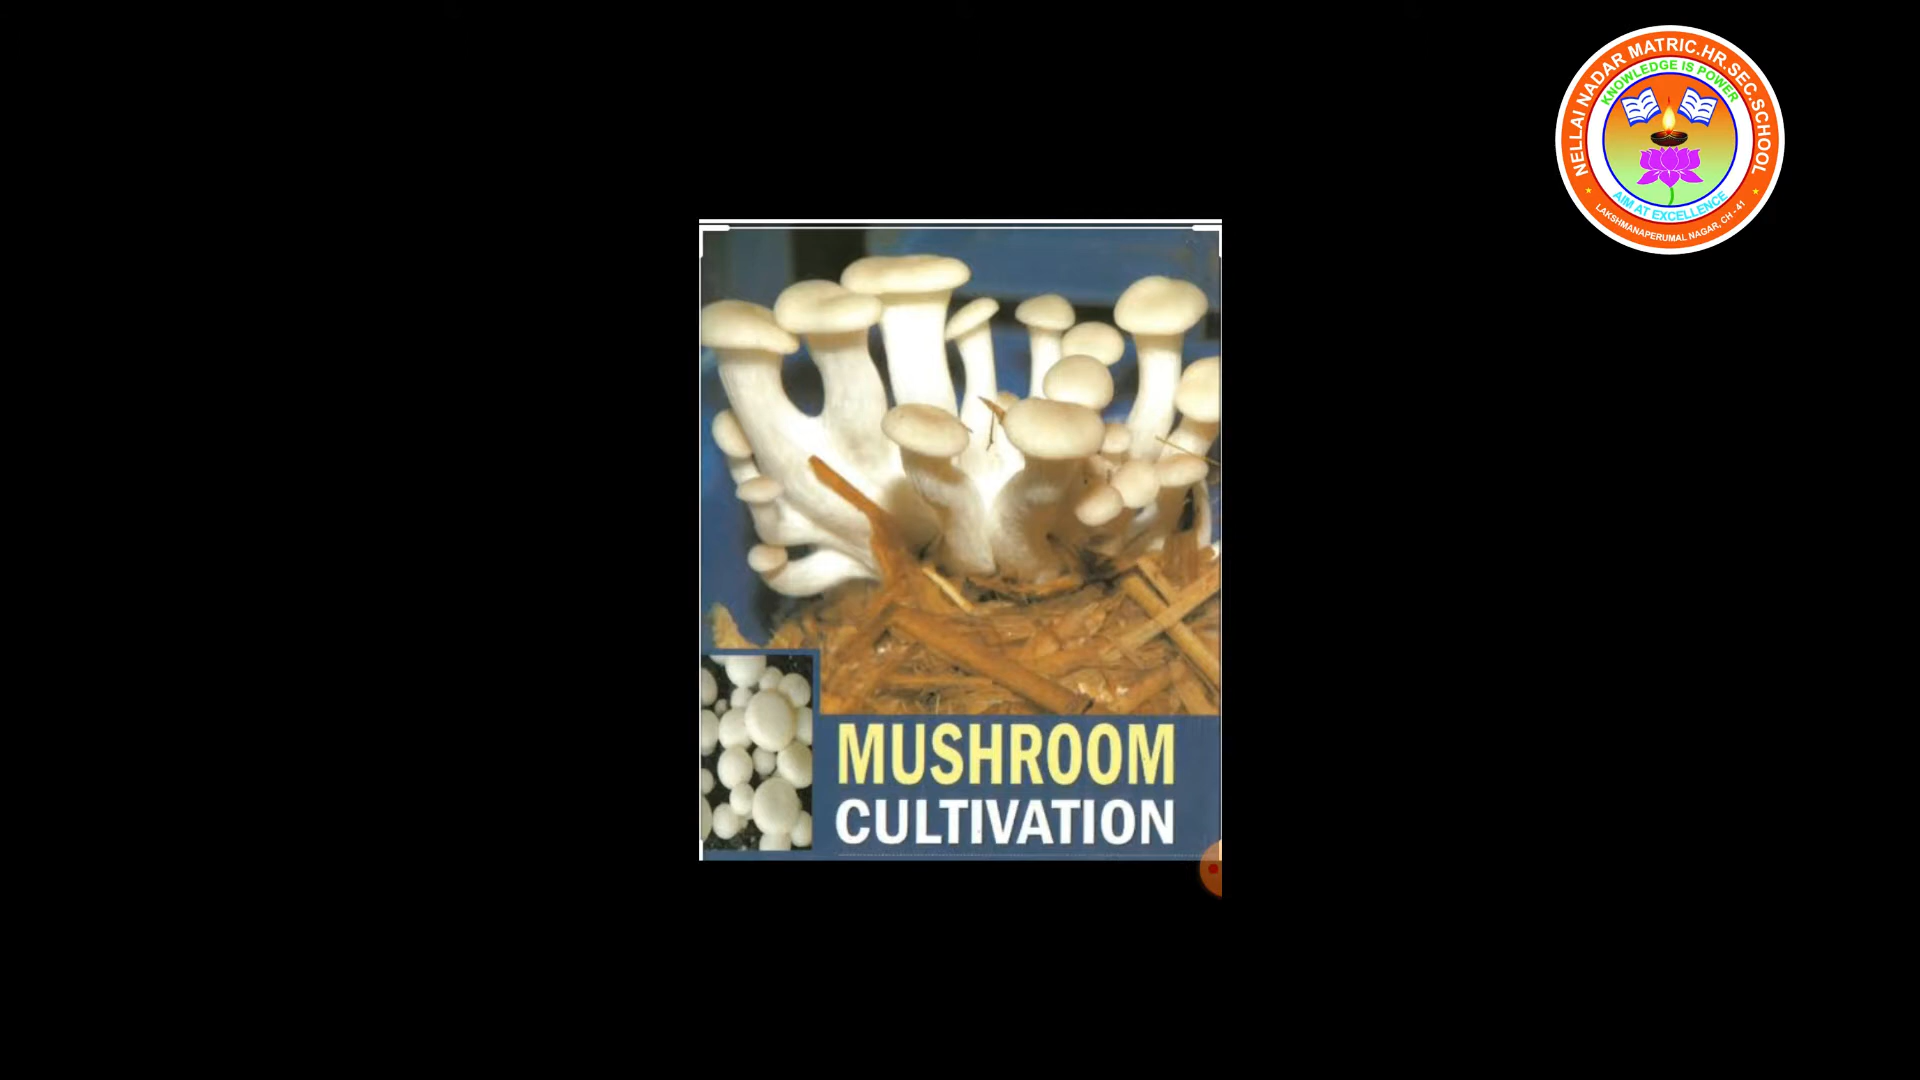 NELLAI NADAR MATRIC.HR.SEC.SCHOOL
KNOWLEDGE IS POWER
AIM AT EXCELLENCE
LAKSHMANAPERUMAL NAGAR, CH - 41
MUSHROOM
CULTIVATION